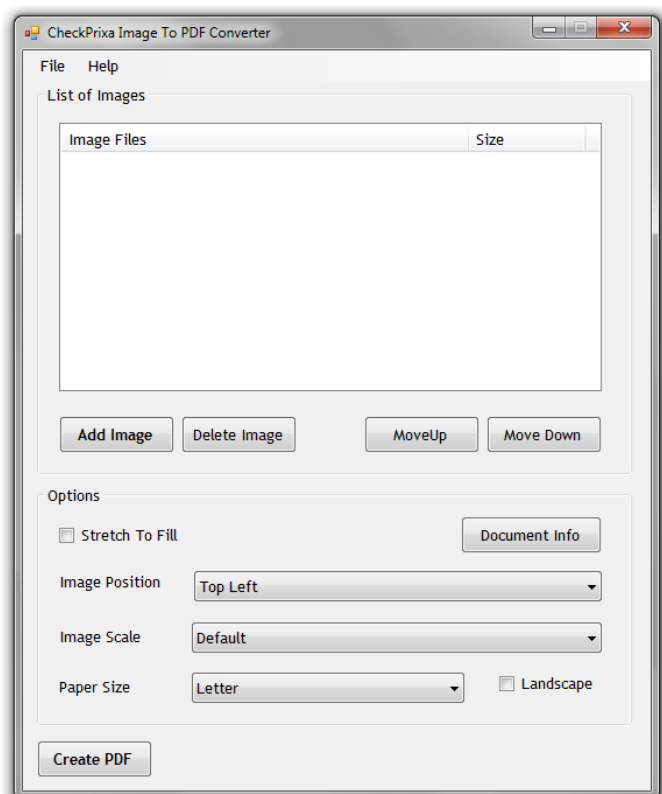 CheckPrixa Image To PDF Converter
File Help
List of Images
Image Files Size
Add Image Delete Image MoveUp Move Down
Options
Stretch To Fill Document Info
Image Position Top Left
Image Scale Default
Paper Size Letter Landscape
Create PDF